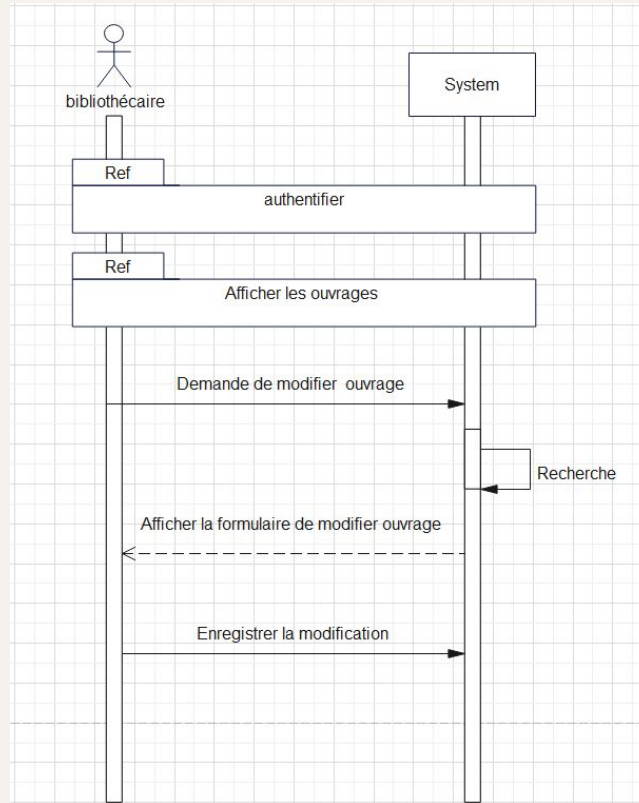 bibliothécaire
System
Ref
authentifier
Ref
Afficher les ouvrages
Demande de modifier ouvrage
Recherche
Afficher la formulaire de modifier ouvrage
Enregistrer la modification